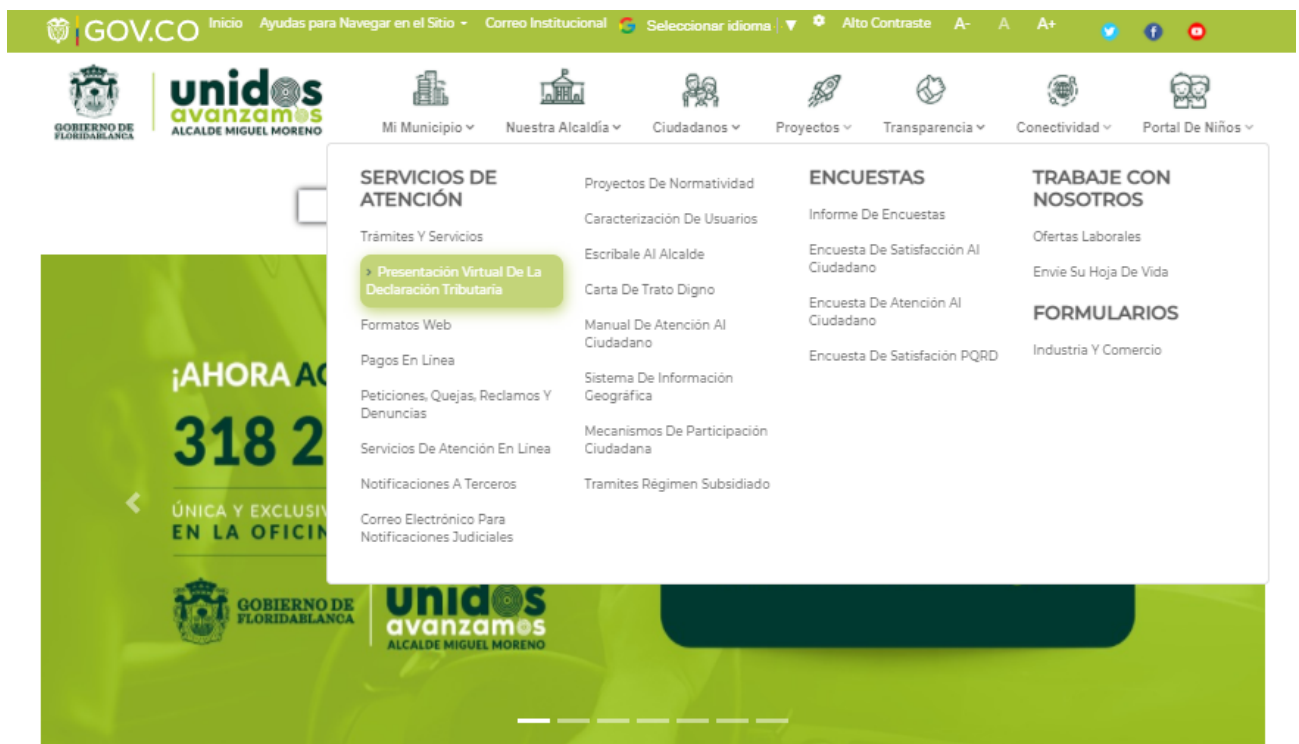 GOV.CO
Inicio
Ayudas para Navegar en el Sitio
Correo Institucional
Seleccionar idioma
Alto Contraste
A-
A
A+
GOBIERNO DE
FLORIDABLANCA
unidos
avanzamos
ALCALDE MIGUEL MORENO
Mi Municipio
Nuestra Alcaldía
Ciudadanos
Proyectos
Transparencia
Conectividad
Portal De Niños
SERVICIOS DE
ATENCIÓN
Trámites Y Servicios
> Presentación Virtual De La
Declaración Tributaría
Formatos Web
Pagos En Línea
Peticiones, Quejas, Reclamos Y
Denuncias
Servicios De Atención En Línea
Notificaciones A Terceros
Correo Electrónico Para
Notificaciones Judiciales
Proyectos De Normatividad
Caracterización De Usuarios
Escríbale Al Alcalde
Carta De Trato Digno
Manual De Atención Al
Ciudadano
Sistema De Información
Geográfica
Mecanismos De Participación
Ciudadana
Tramites Régimen Subsidiado
ENCUESTAS
Informe De Encuestas
Encuesta De Satisfacción Al
Ciudadano
Encuesta De Atención Al
Ciudadano
Encuesta De Satisfación PQRD
TRABAJE CON
NOSOTROS
Ofertas Laborales
Envie Su Hoja De Vida
FORMULARIOS
Industria Y Comercio
¡AHORA
318 2
ÚNICA Y
EN LA
GOBIERNO DE
FLORIDABLANCA
unidos
avanzamos
ALCALDE MIGUEL MORENO